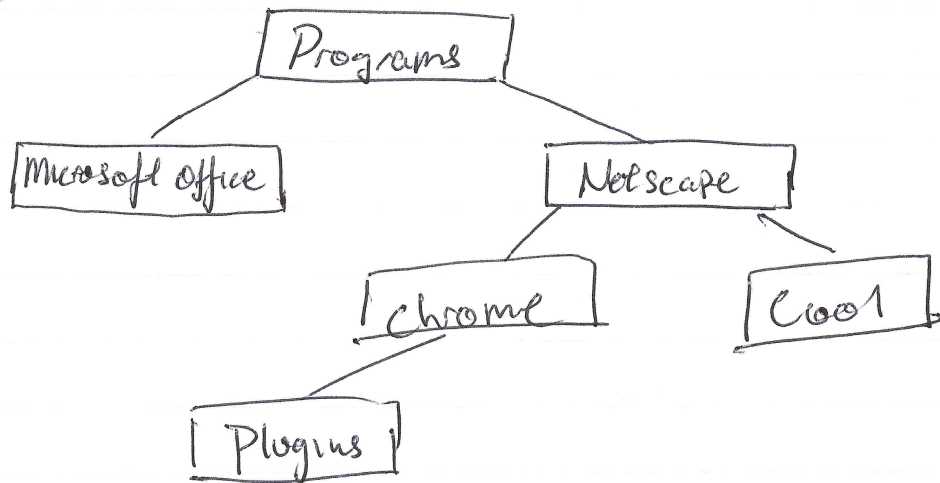 Programs
Microsoft office
Netscape
chrome
Cool
Plugins